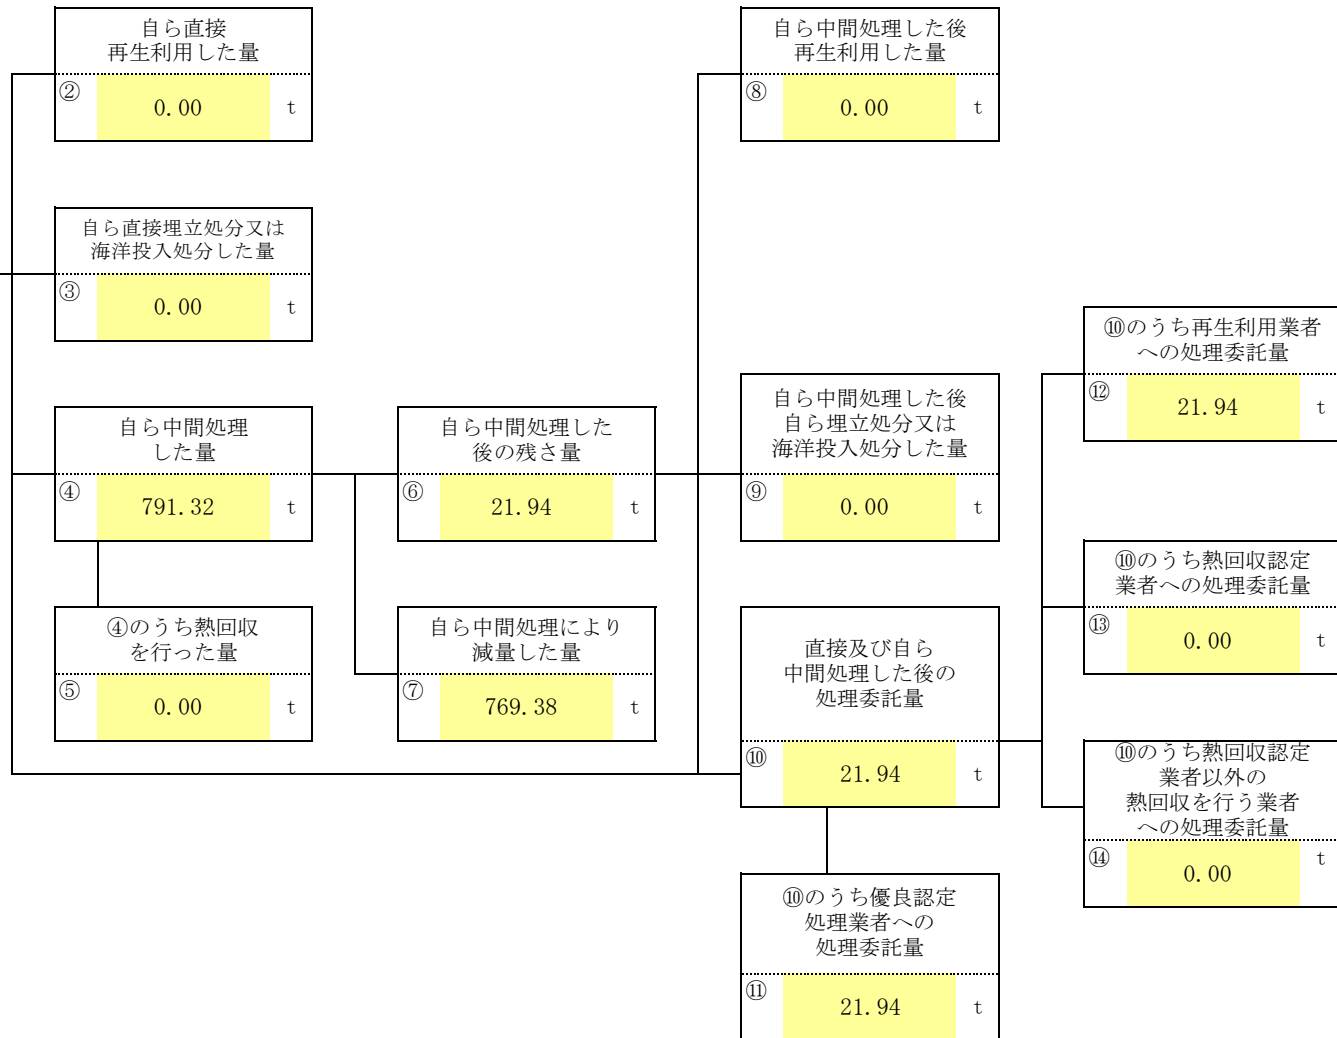 自ら直接
再生利用した量
② 0.00 t
自ら中間処理した後
再生利用した量
⑧ 0.00 t
自ら直接埋立処分又は
海洋投入処分した量
③ 0.00 t
⑩のうち再生利用業者
への処理委託量
⑫ 21.94 t
自ら中間処理
した量
④ 791.32 t
自ら中間処理した
後の残さ量
⑥ 21.94 t
自ら中間処理した後
自ら埋立処分又は
海洋投入処分した量
⑨ 0.00 t
⑩のうち熱回収認定
業者への処理委託量
⑬ 0.00 t
④のうち熱回収
を行った量
⑤ 0.00 t
自ら中間処理により
減量した量
⑦ 769.38 t
直接及び自ら
中間処理した後の
処理委託量
⑩ 21.94 t
⑩のうち熱回収認定
業者以外の
熱回収を行う業者
への処理委託量
⑭ 0.00 t
⑩のうち優良認定
処理業者への
処理委託量
⑪ 21.94 t